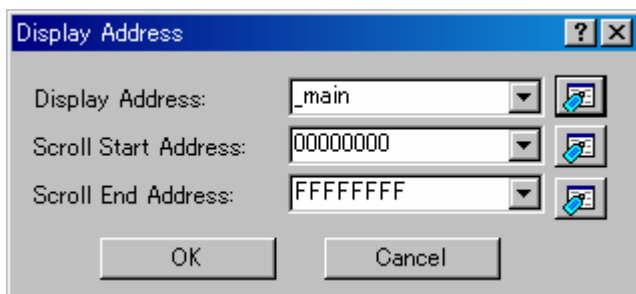 Display Address
Display Address: _main
Scroll Start Address: 00000000
Scroll End Address: FFFFFFFF
OK Cancel